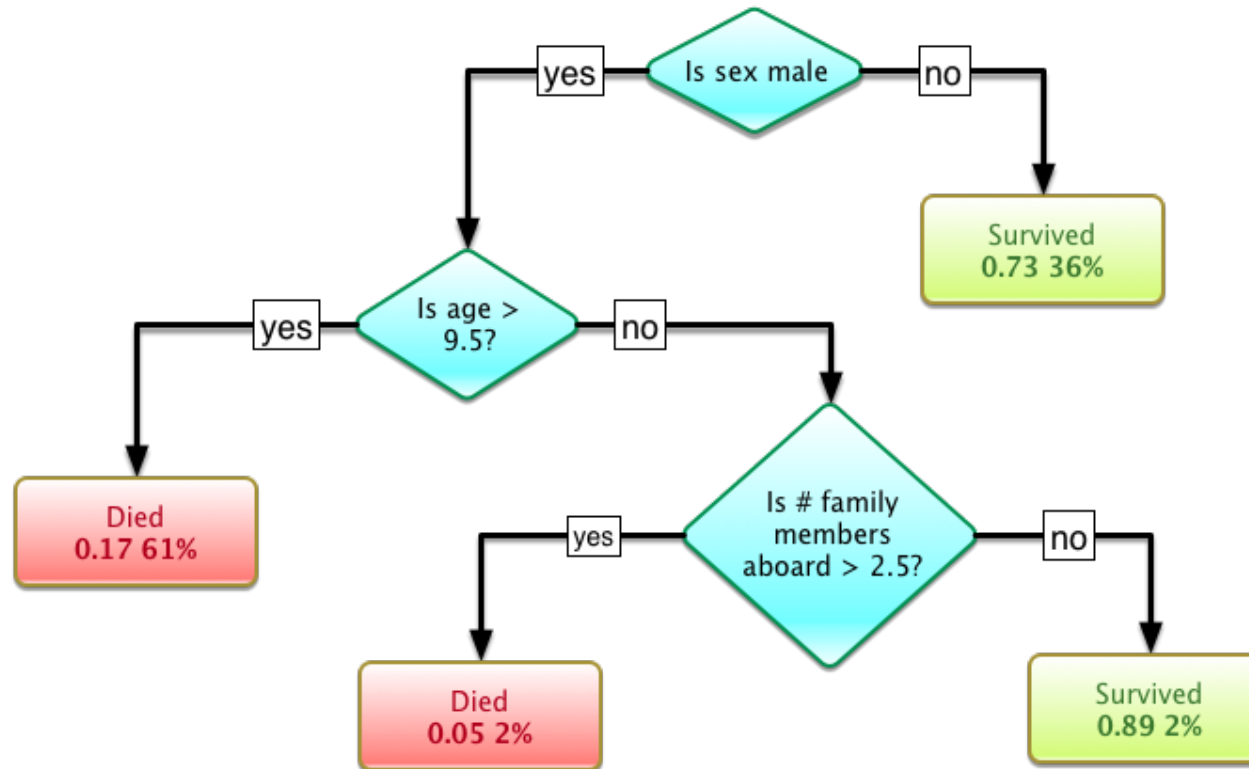 yes
Is sex male
no
Survived
0.73 36%
yes
Is age >
9.5?
no
Died
0.17 61%
yes
Is # family
members
aboard > 2.5?
no
Died
0.05 2%
Survived
0.89 2%